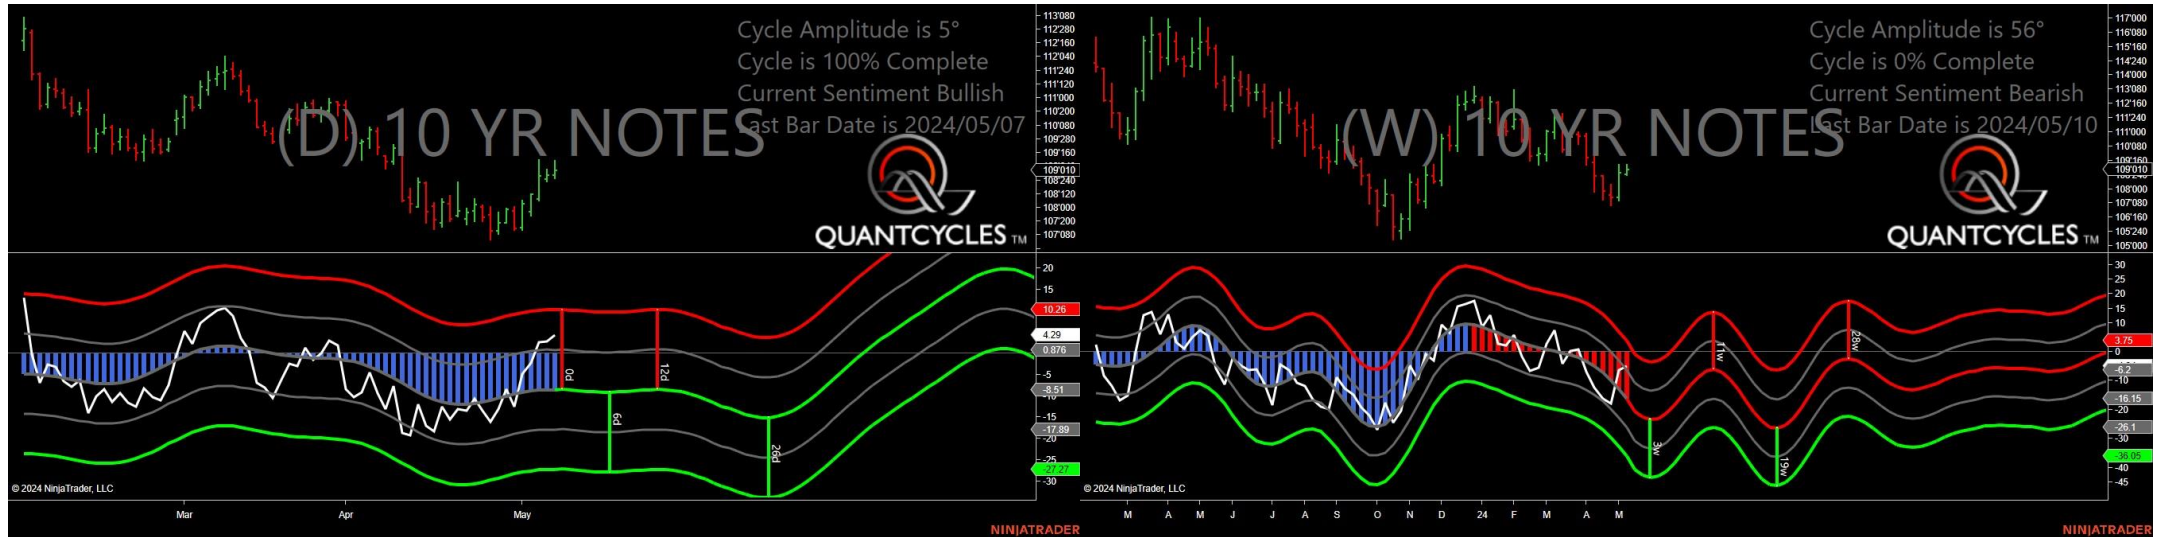 Cycle Amplitude is 5°
Cycle is 100% Complete
Current Sentiment Bullish
Last Bar Date is 2024/05/07
(D) 10 YR NOTES
QUANTCYCLES TM
113'080
112'280
112'160
112'040
111'240
111'120
111'000
110'200
110'080
109'280
109'160
109'010
108'240
108'120
108'000
107'200
107'080
20
15
10.26
4.29
0.876
-5
-8.51
-15
-17.89
-20
-25
-27.27
-30
0d
12d
6d
26d
© 2024 NinjaTrader, LLC
Mar
Apr
May
NINJATRADER
Cycle Amplitude is 56°
Cycle is 0% Complete
Current Sentiment Bearish
Last Bar Date is 2024/05/10
(W) 10 YR NOTES
QUANTCYCLES TM
117'000
116'080
115'160
114'240
114'000
113'080
112'160
111'240
111'000
110'080
109'160
109'010
108'240
108'000
107'080
106'160
105'240
105'000
30
25
20
15
10
3.75
0
-6.2
-10
-16.15
-20
-26.1
-30
-36.05
-40
-45
11w
28w
3w
19w
© 2024 NinjaTrader, LLC
M A M J J A S O N D 24 F M A M
NINJATRADER